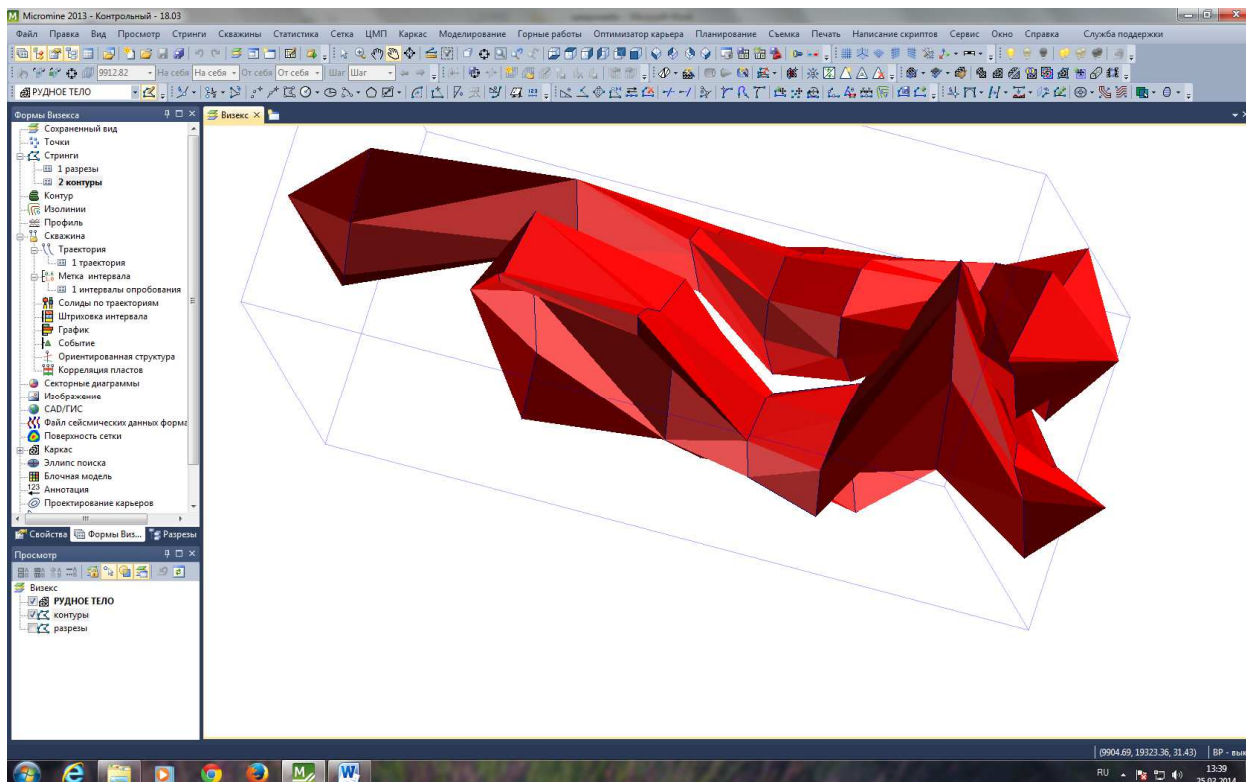 Micromine 2013 - Контрольный - 18.03
Файл Правка Вид Просмотр Стринги Скважины Статистика Сетка ЦМП Каркас Моделирование Горные работы Оптимизатор карьера Планирование Съемка Печать Написание скриптов Сервис Окно Справка Служба поддержки
9912.82 На себя На себя От себя От себя Шаг Шаг
РУДНОЕ ТЕЛО
Формы Визекса
Визекс
Сохраненный вид
Точки
Стринги
1 разрезы
2 контуры
Контур
Изолинии
Профиль
Скважина
Траектория
1 траектория
Метка интервала
1 интервалы опробования
Солиды по траекториям
Штриховка интервала
График
Событие
Ориентированная структура
Корреляция пластов
Секторные диаграммы
Изображение
CAD/ГИС
Файл сейсмических данных форма
Поверхность сетки
Каркас
Эллипс поиска
Блочная модель
123 Аннотация
Проектирование карьеров
Свойства Формы Виз... Разрезы
Просмотр
Визекс
РУДНОЕ ТЕЛО
контуры
разрезы
(9904.69, 19323.36, 31.43) ВР - вык
RU 13:39
25.03.2014